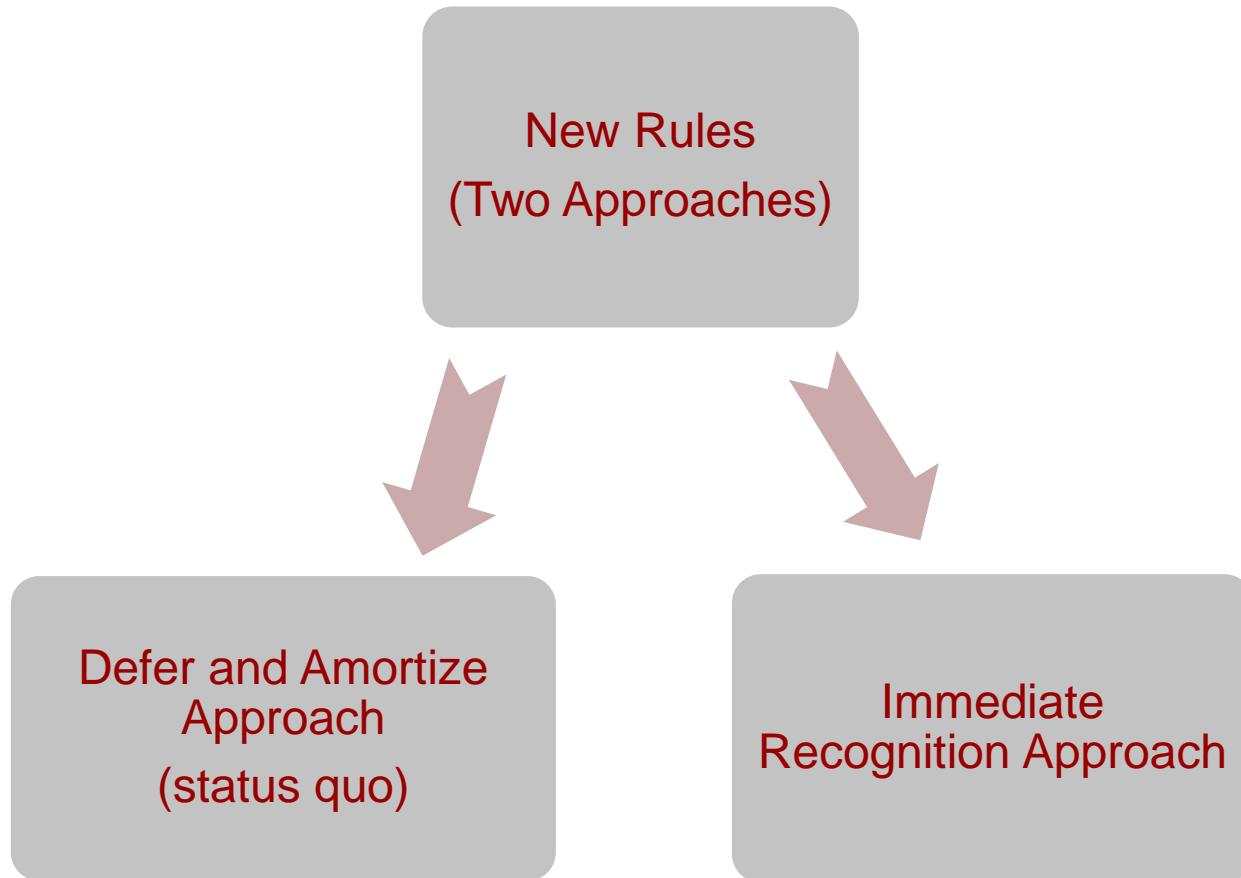 New Rules
(Two Approaches)
Defer and Amortize
Approach
(status quo)
Immediate
Recognition Approach